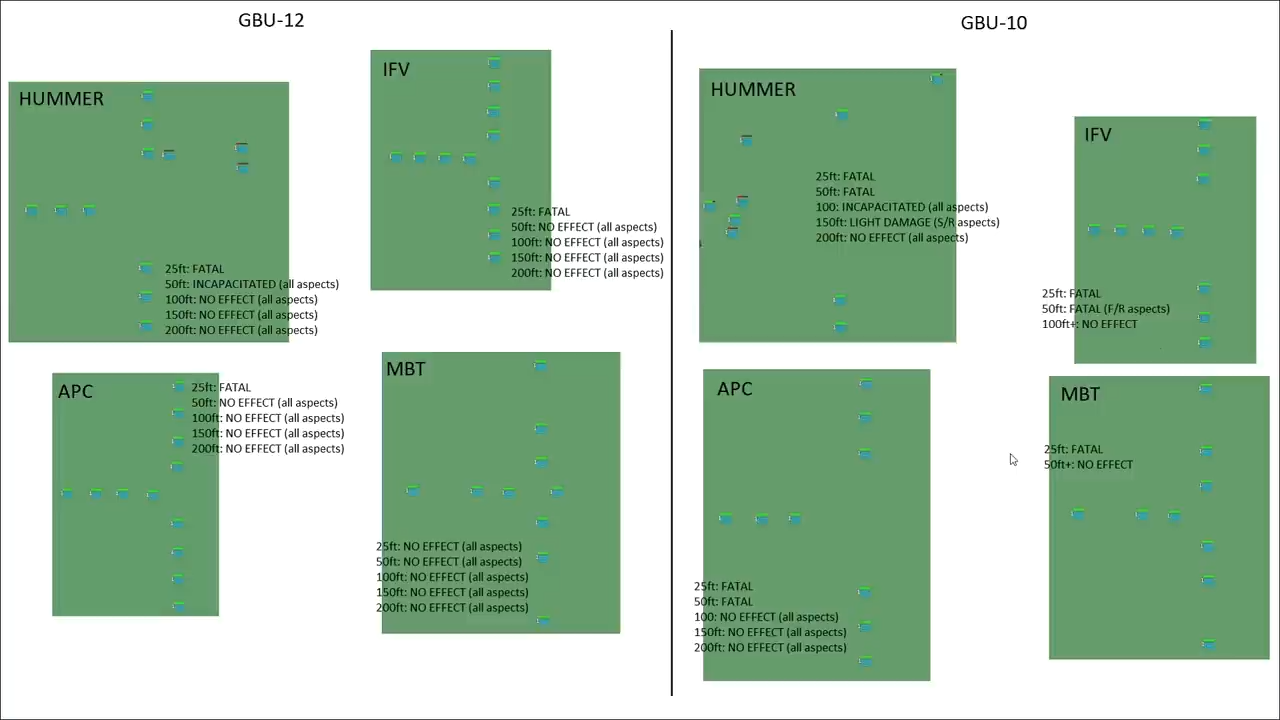 GBU-12
HUMMER
25ft: FATAL
50ft: INCAPACITATED (all aspects)
100ft: NO EFFECT (all aspects)
150ft: NO EFFECT (all aspects)
200ft: NO EFFECT (all aspects)
IFV
25ft: FATAL
50ft: NO EFFECT (all aspects)
100ft: NO EFFECT (all aspects)
150ft: NO EFFECT (all aspects)
200ft: NO EFFECT (all aspects)
APC
25ft: FATAL
50ft: NO EFFECT (all aspects)
100ft: NO EFFECT (all aspects)
150ft: NO EFFECT (all aspects)
200ft: NO EFFECT (all aspects)
MBT
25ft: NO EFFECT (all aspects)
50ft: NO EFFECT (all aspects)
100ft: NO EFFECT (all aspects)
150ft: NO EFFECT (all aspects)
200ft: NO EFFECT (all aspects)
GBU-10
HUMMER
25ft: FATAL
50ft: FATAL
100: INCAPACITATED (all aspects)
150ft: LIGHT DAMAGE (S/R aspects)
200ft: NO EFFECT (all aspects)
IFV
25ft: FATAL
50ft: FATAL (F/R aspects)
100ft+: NO EFFECT
APC
25ft: FATAL
50ft: FATAL
100: NO EFFECT (all aspects)
150ft: NO EFFECT (all aspects)
200ft: NO EFFECT (all aspects)
MBT
25ft: FATAL
50ft+: NO EFFECT